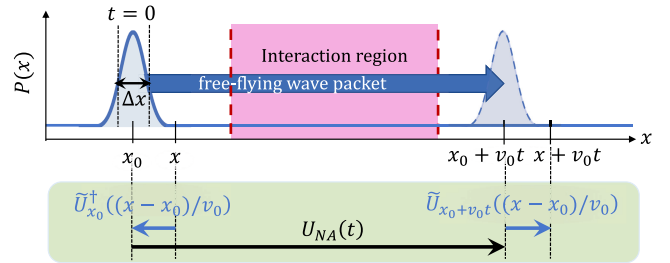 t = 0
P(x)
Interaction region
free-flying wave packet
Δx
x
x₀ x x₀ + v₀t x + v₀t
Ũ†ₓ₀((x − x₀)/v₀) Ũₓ₀₊ᵥ₀ₜ((x − x₀)/v₀)
U_NA(t)